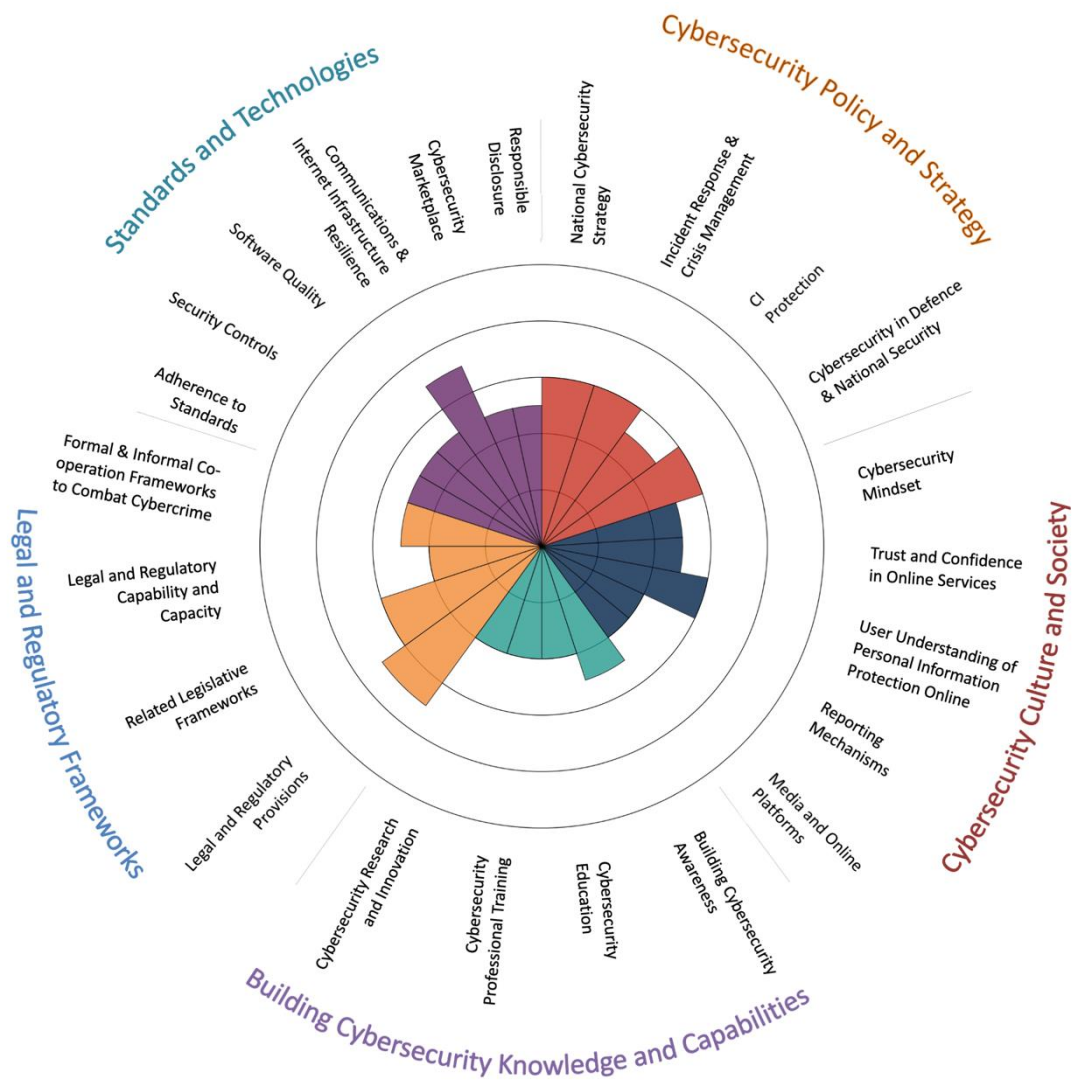 Cybersecurity Policy and Strategy
National Cybersecurity
Strategy
Incident Response &
Crisis Management
CI
Protection
Cybersecurity in Defence
& National Security
Cybersecurity Culture and Society
Cybersecurity
Mindset
Trust and Confidence
in Online Services
User Understanding of
Personal Information
Protection Online
Reporting
Mechanisms
Media and Online
Platforms
Building Cybersecurity Knowledge and Capabilities
Building Cybersecurity
Awareness
Cybersecurity
Education
Cybersecurity
Professional Training
Cybersecurity Research
and Innovation
Legal and Regulatory Frameworks
Legal and Regulatory
Provisions
Related Legislative
Frameworks
Legal and Regulatory
Capability and
Capacity
Formal & Informal Co-
operation Frameworks
to Combat Cybercrime
Standards and Technologies
Adherence to
Standards
Security Controls
Software Quality
Communications &
Internet Infrastructure
Resilience
Cybersecurity
Marketplace
Responsible
Disclosure